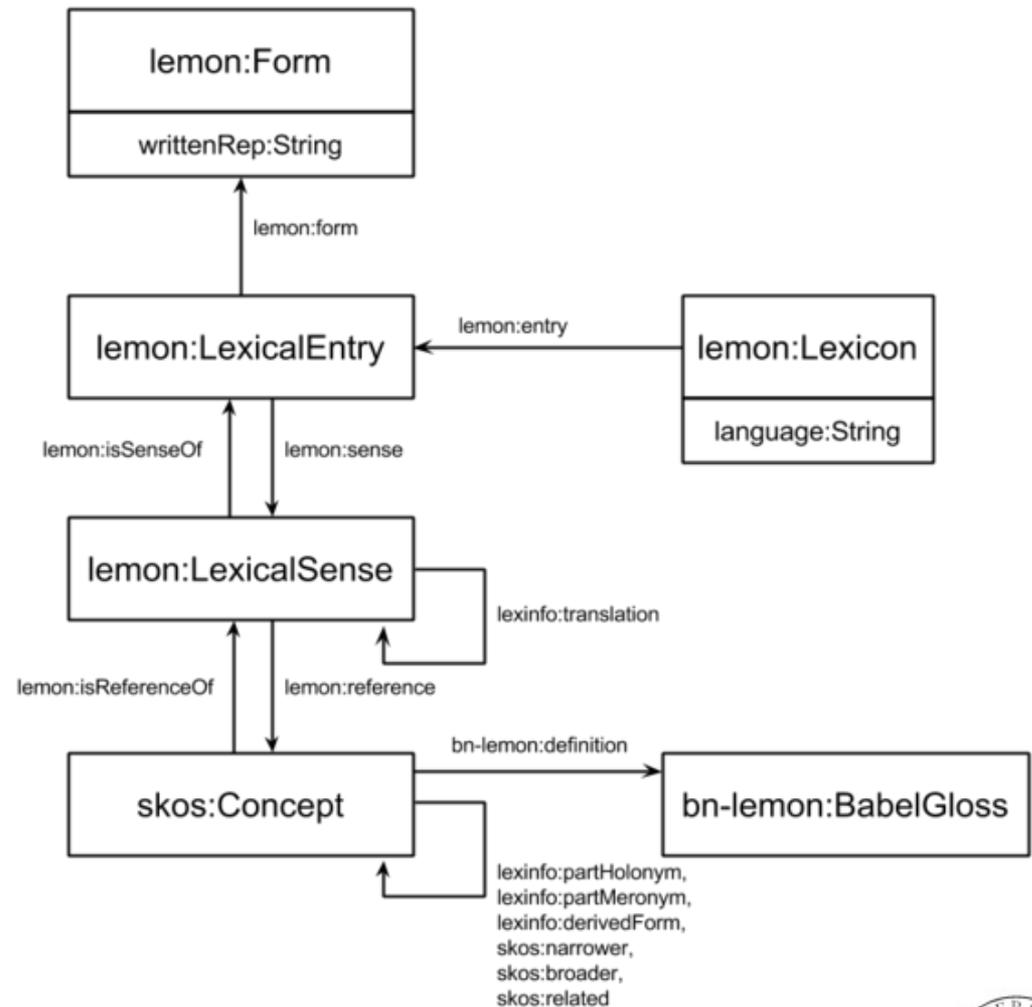 lemon:Form
writtenRep:String
lemon:form
lemon:LexicalEntry
lemon:entry
lemon:Lexicon
language:String
lemon:isSenseOf
lemon:sense
lemon:LexicalSense
lexinfo:translation
lemon:isReferenceOf
lemon:reference
bn-lemon:definition
skos:Concept
bn-lemon:BabelGloss
lexinfo:partHolonym,
lexinfo:partMeronym,
lexinfo:derivedForm,
skos:narrower,
skos:broader,
skos:related